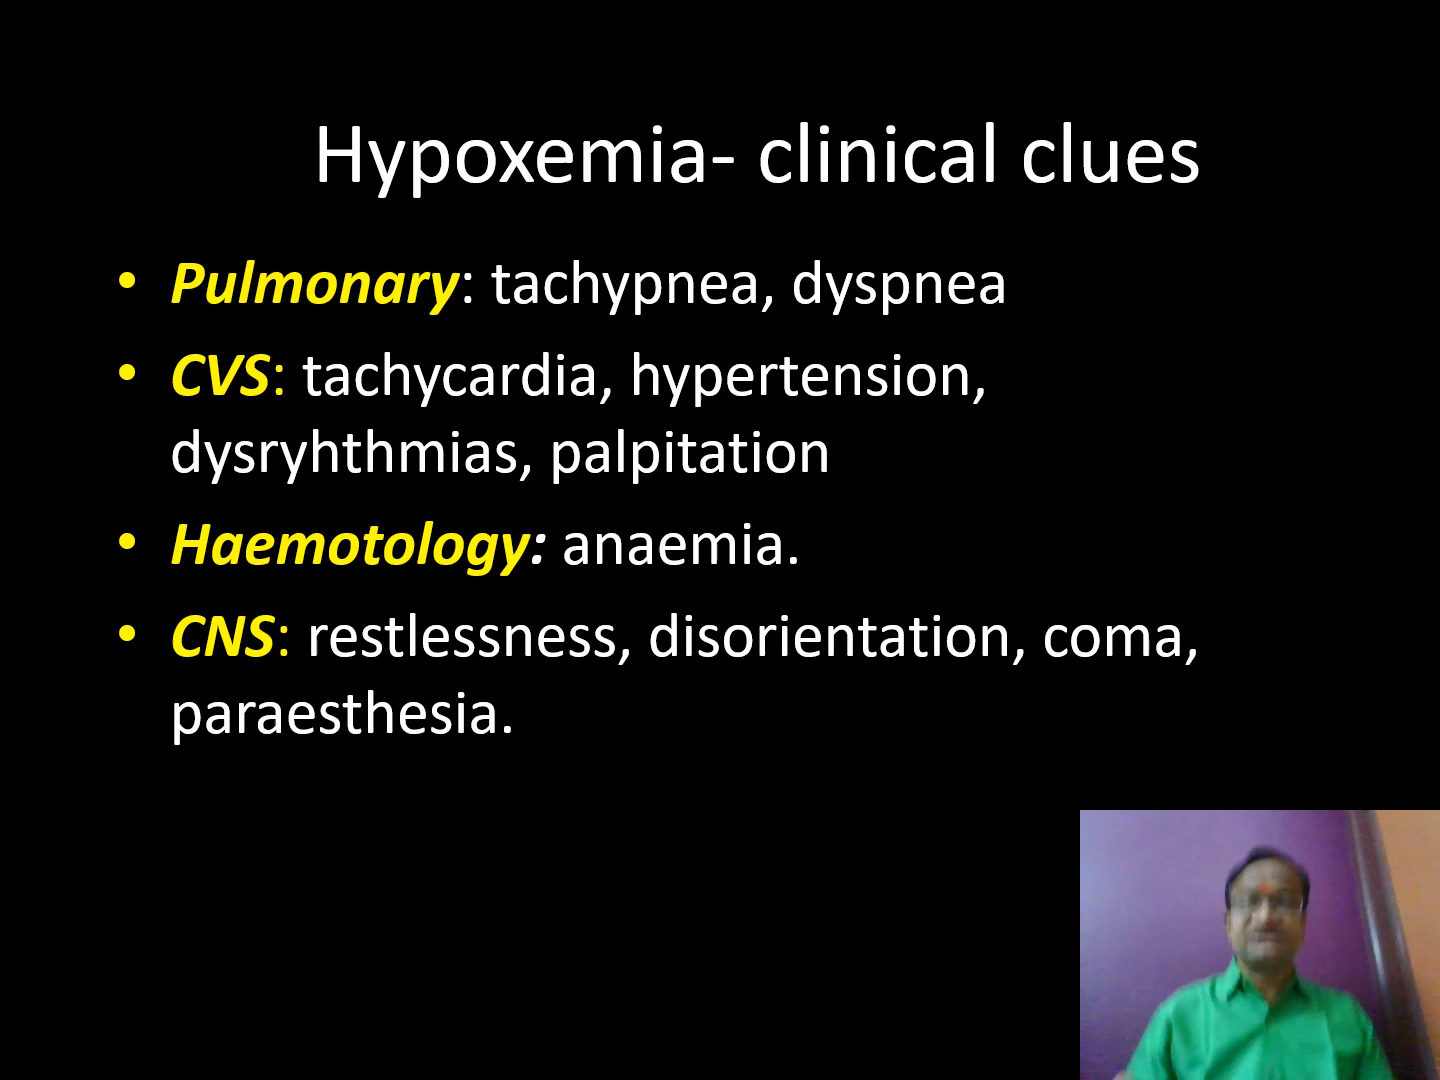 Hypoxemia- clinical clues
• Pulmonary: tachypnea, dyspnea
• CVS: tachycardia, hypertension,
dysryhthmias, palpitation
• Haemotology: anaemia.
• CNS: restlessness, disorientation, coma,
paraesthesia.